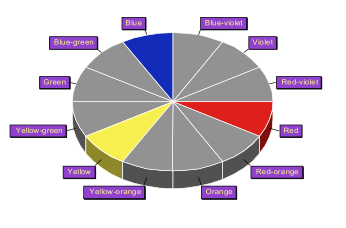 Blue
Blue-violet
Blue-green
Violet
Green
Red-violet
Yellow-green
Red
Yellow
Red-orange
Yellow-orange
Orange